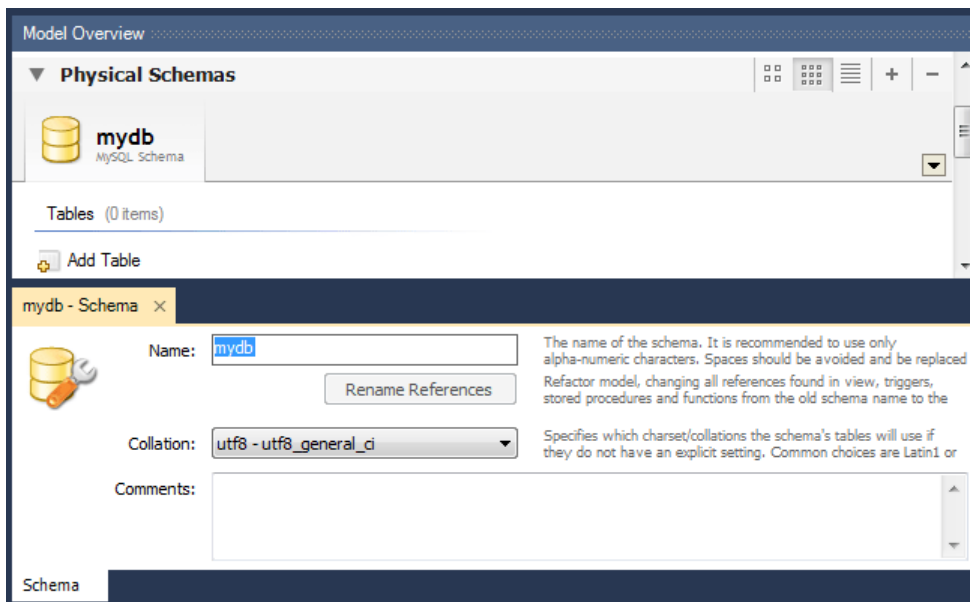 Model Overview
Physical Schemas
mydb
MySQL Schema
Tables (0 items)
Add Table
mydb - Schema
Name:
mydb
The name of the schema. It is recommended to use only
alpha-numeric characters. Spaces should be avoided and be replaced
Rename References
Refactor model, changing all references found in view, triggers,
stored procedures and functions from the old schema name to the
Collation:
utf8 - utf8_general_ci
Specifies which charset/collations the schema's tables will use if
they do not have an explicit setting. Common choices are Latin1 or
Comments:
Schema